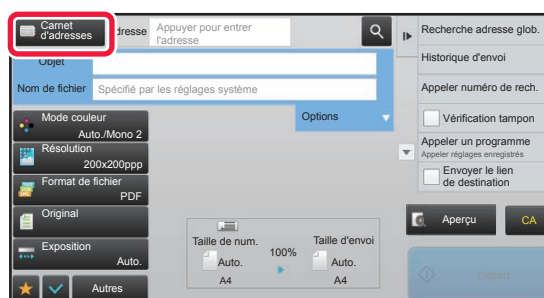 Carnet
d'adresses
dresse
Appuyer pour entrer
l'adresse
Objet
Nom de fichier
Spécifié par les réglages système
Mode couleur
Auto./Mono 2
Options
Résolution
200x200ppp
Format de fichier
PDF
Original
Exposition
Auto.
Autres
Taille de num.
100%
Taille d'envoi
Auto.
Auto.
A4
A4
Recherche adresse glob.
Historique d'envoi
Appeler numéro de rech.
Vérification tampon
Appeler un programme
Appeler réglages enregistrés
Envoyer le lien
de destination
Aperçu
CA
Départ